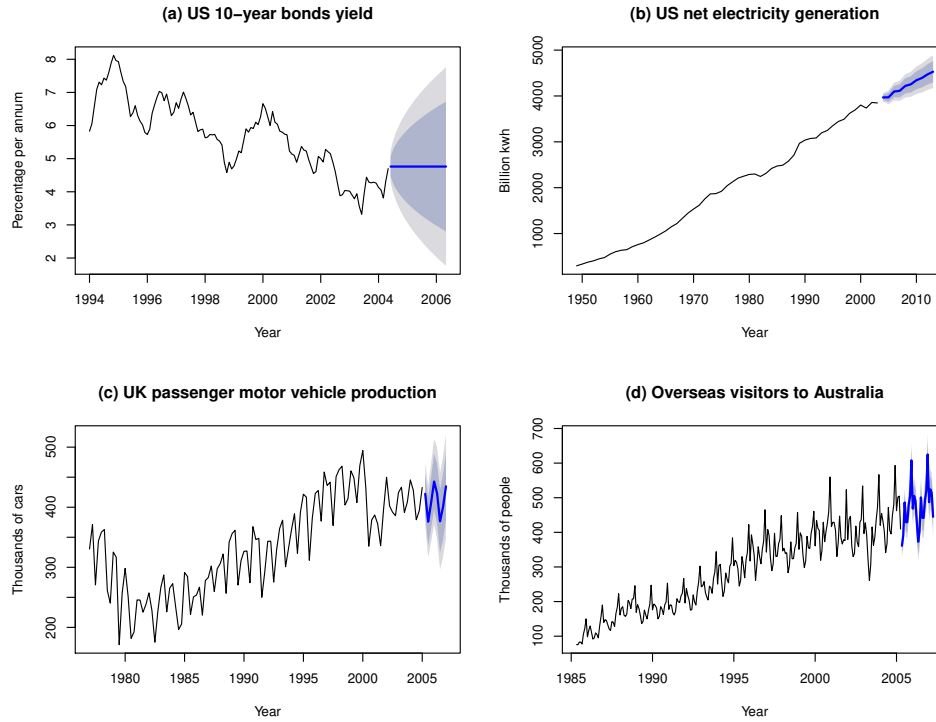 (a) US 10−year bonds yield
Percentage per annum
8
7
6
5
4
3
2
1994 1996 1998 2000 2002 2004 2006
Year
(b) US net electricity generation
Billion kwh
5000
4000
3000
2000
1000
1950 1960 1970 1980 1990 2000 2010
Year
(c) UK passenger motor vehicle production
Thousands of cars
500
400
300
200
1980 1985 1990 1995 2000 2005
Year
(d) Overseas visitors to Australia
Thousands of people
700
600
500
400
300
200
100
1985 1990 1995 2000 2005
Year